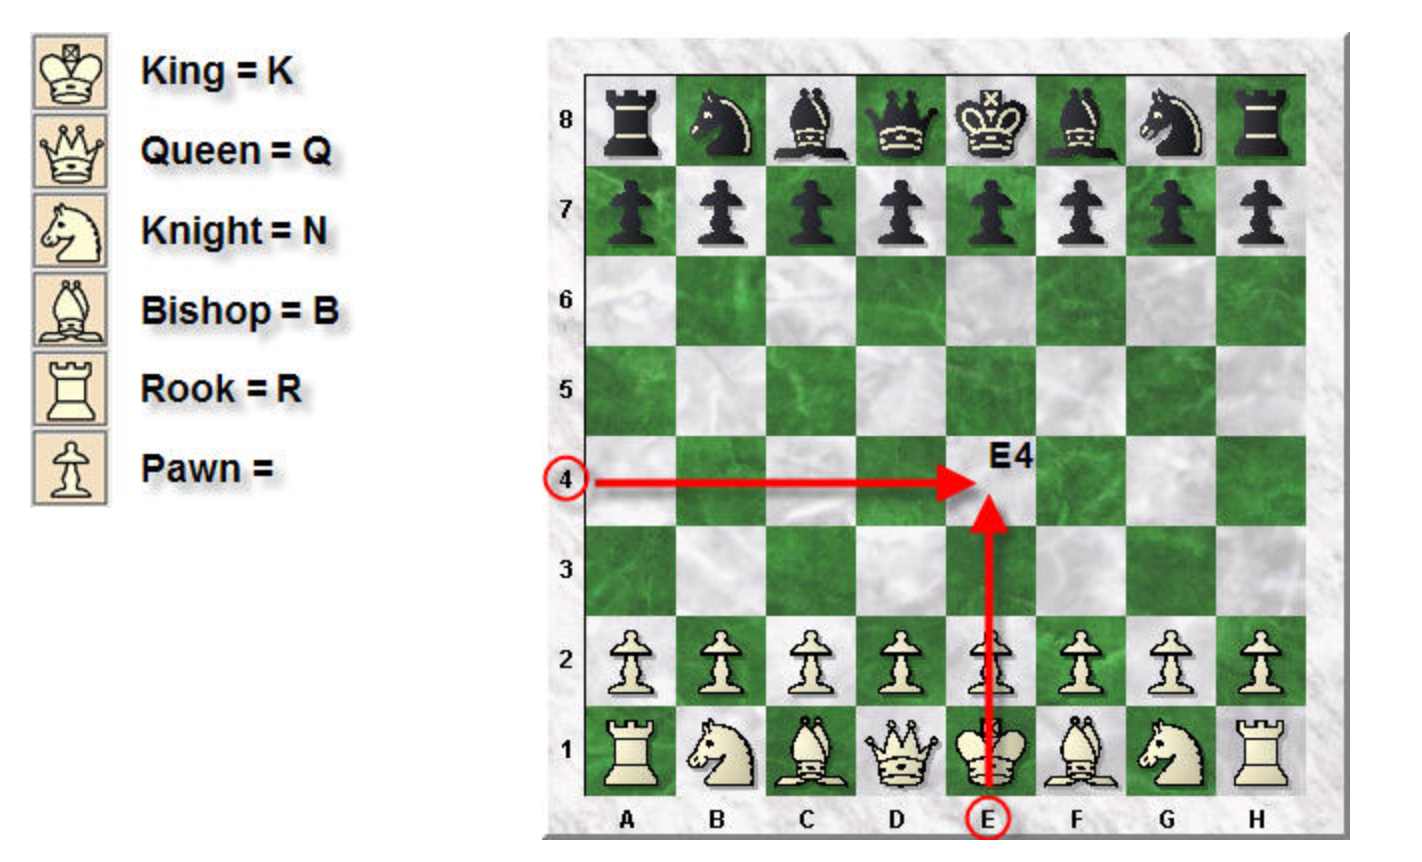 King = K
Queen = Q
Knight = N
Bishop = B
Rook = R
Pawn =
8
7
6
5
E4
4
3
2
1
A B C D E F G H